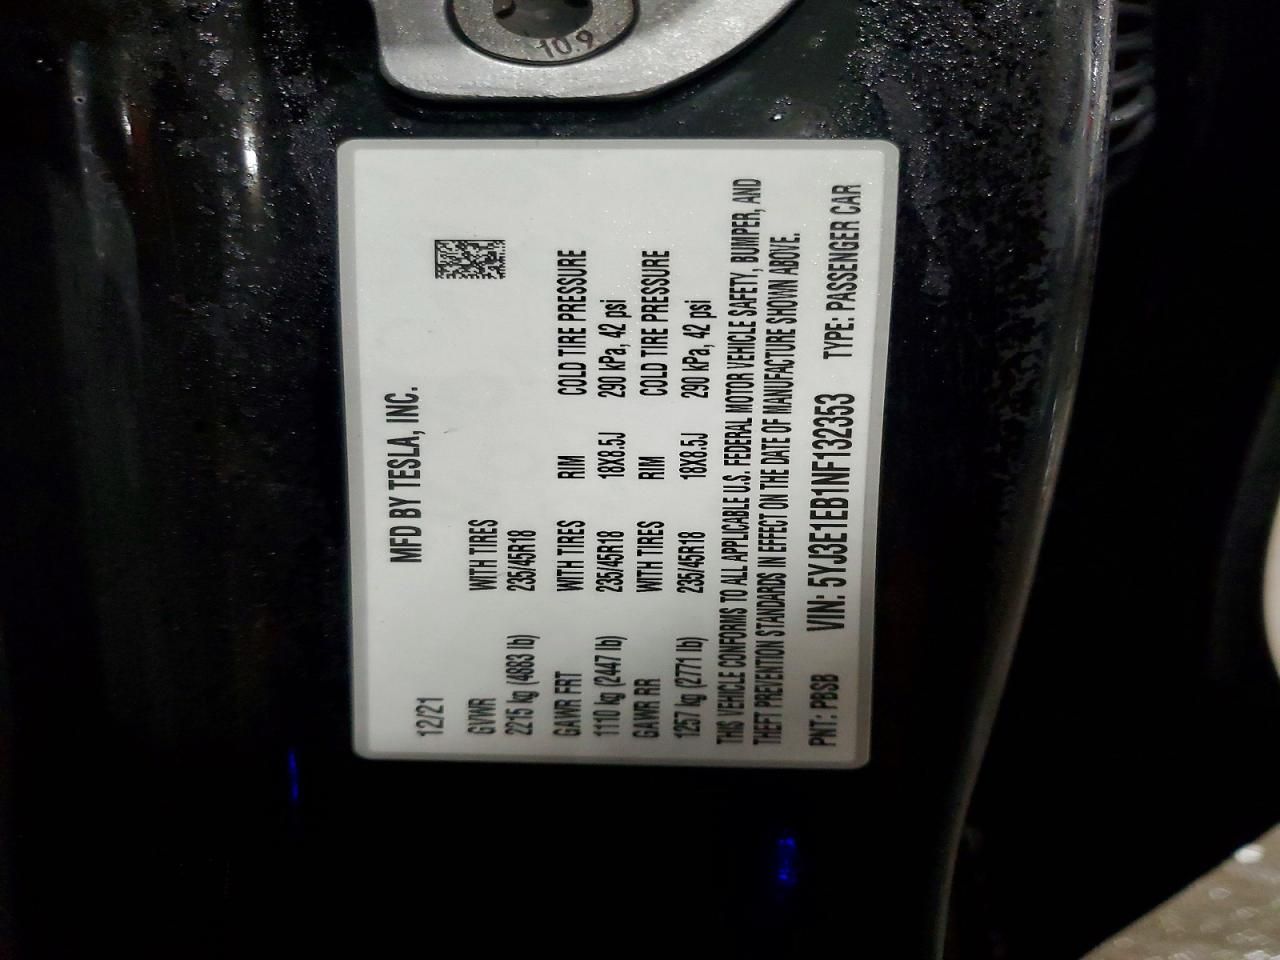 10.9
MFD BY TESLA, INC.
12/21
GVWR WITH TIRES
2215 kg (4883 lb) 235/45R18
GAWR FRT WITH TIRES RIM COLD TIRE PRESSURE
1110 kg (2447 lb) 235/45R18 18X8.5J 290 kPa, 42 psi
GAWR RR WITH TIRES RIM COLD TIRE PRESSURE
1257 kg (2771 lb) 235/45R18 18X8.5J 290 kPa, 42 psi
THIS VEHICLE CONFORMS TO ALL APPLICABLE U.S. FEDERAL MOTOR VEHICLE SAFETY, BUMPER, AND
THEFT PREVENTION STANDARDS IN EFFECT ON THE DATE OF MANUFACTURE SHOWN ABOVE.
PNT: PBSB VIN: 5YJ3E1EB1NF132353 TYPE: PASSENGER CAR